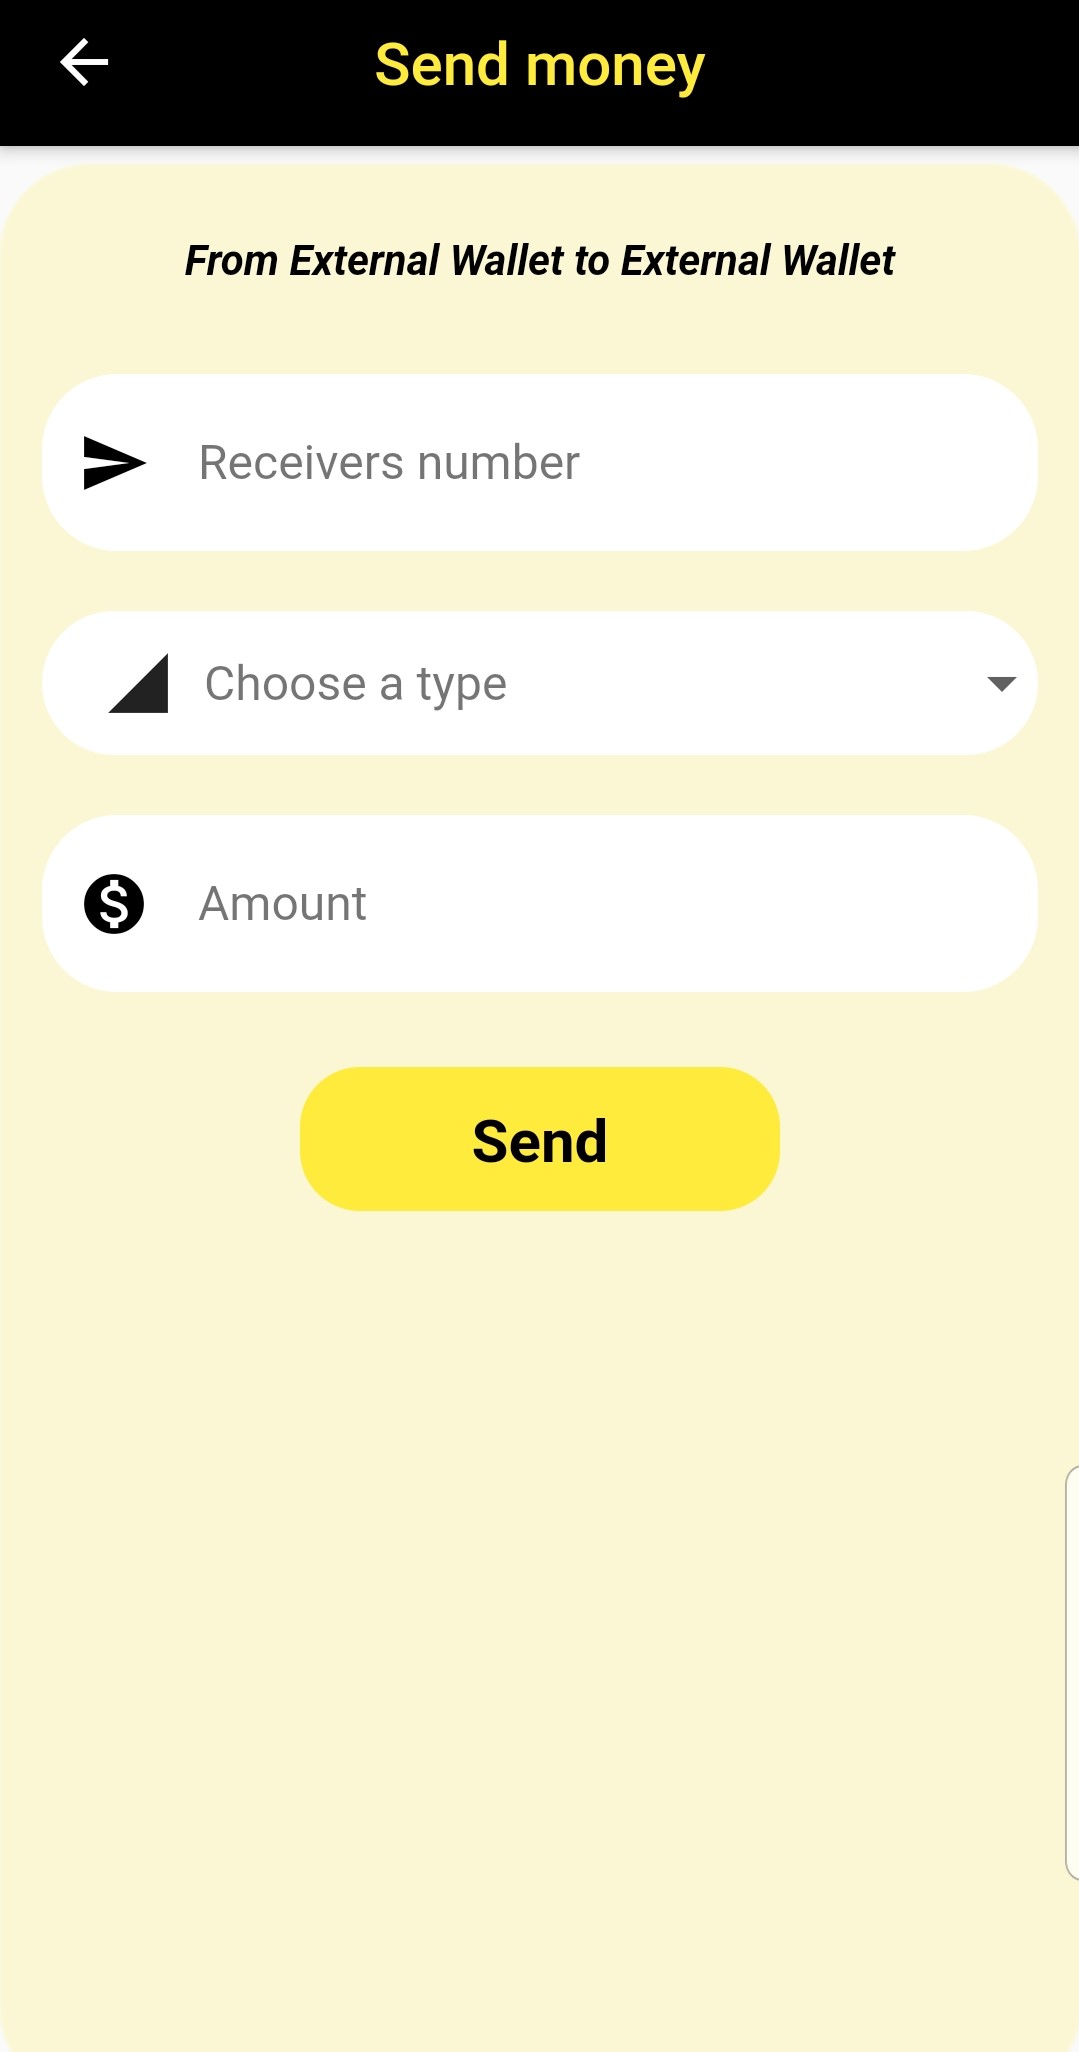 Send money
From External Wallet to External Wallet
Receivers number
Choose a type
Amount
Send